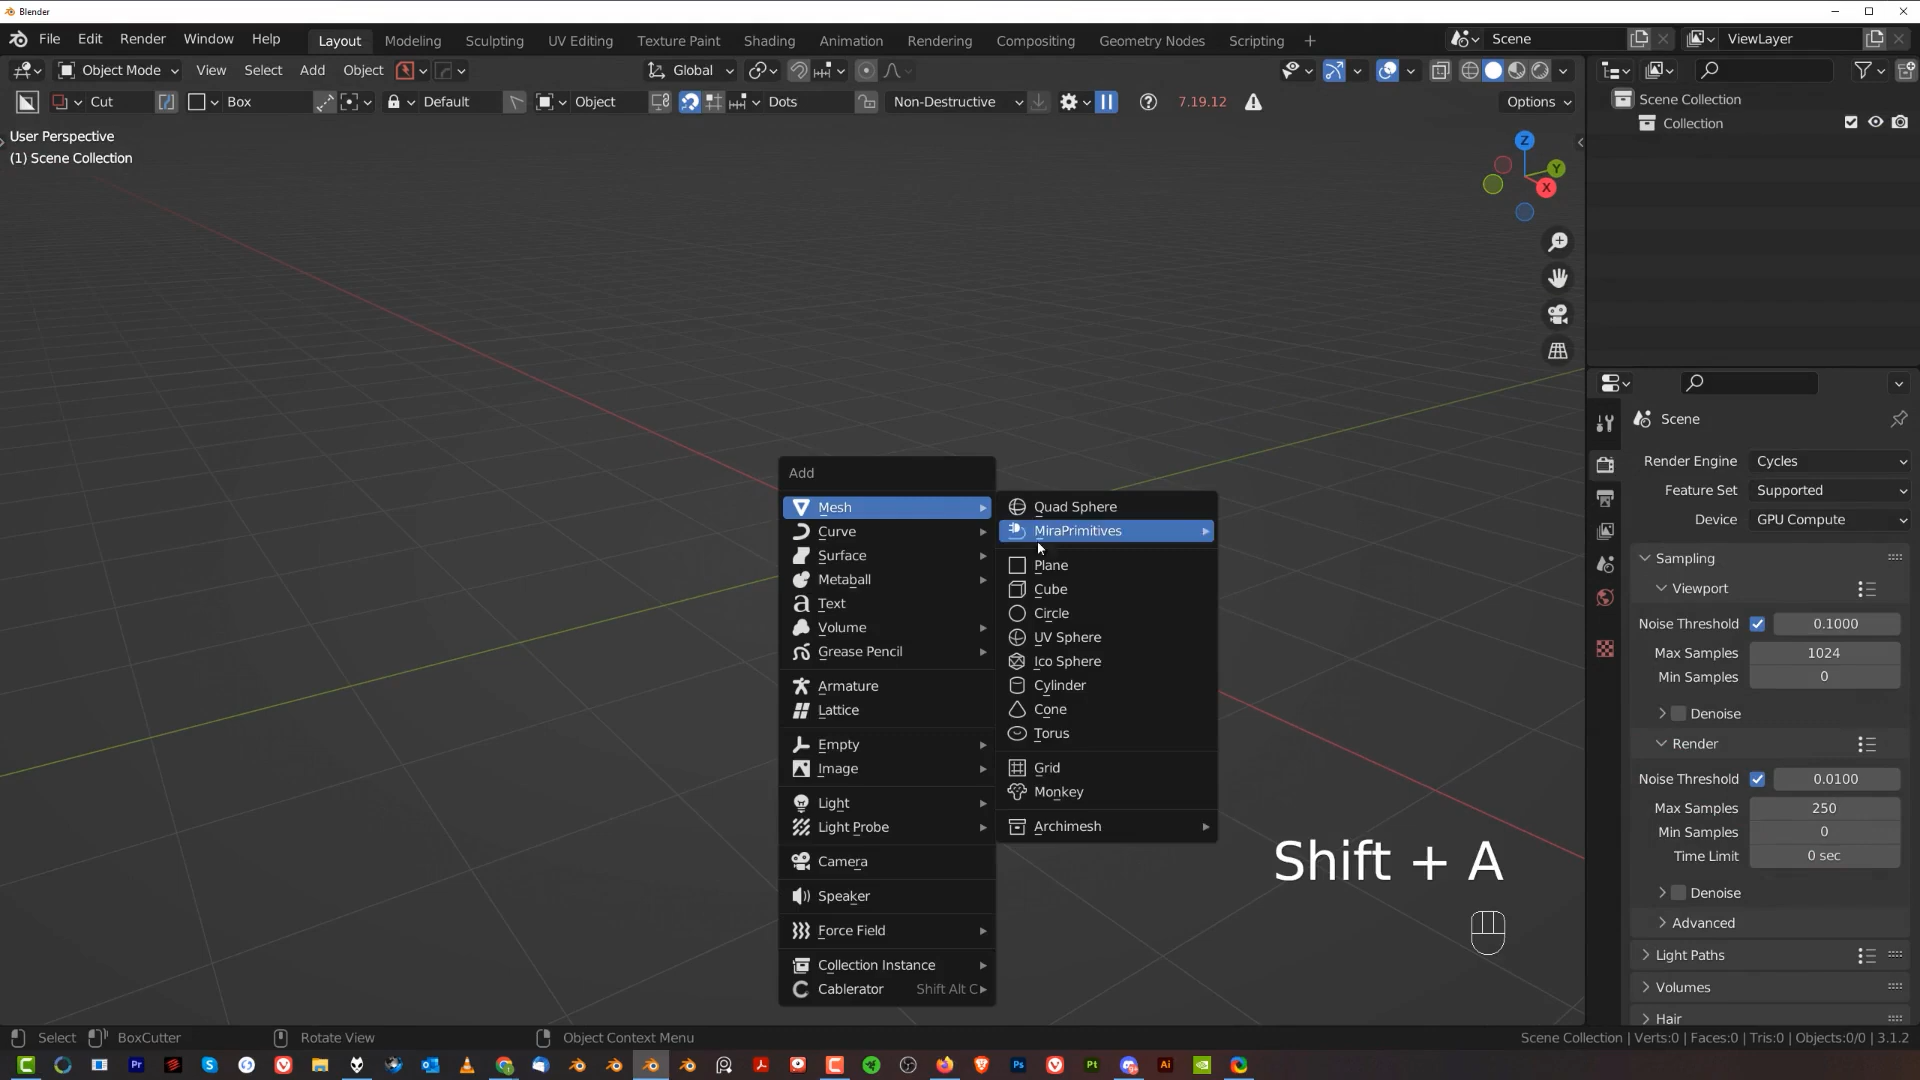 Blender
File Edit Render Window Help Layout Modeling Sculpting UV Editing Texture Paint Shading Animation Rendering Compositing Geometry Nodes Scripting + Scene ViewLayer
Object Mode View Select Add Object Global
Cut Box Default Object Dots Non-Destructive 7.19.12 Options
User Perspective
(1) Scene Collection
Z
Y
X
Scene Collection
Collection
Add
Mesh
Curve
Surface
Metaball
Text
Volume
Grease Pencil
Armature
Lattice
Empty
Image
Light
Light Probe
Camera
Speaker
Force Field
Collection Instance
Cablerator Shift Alt C
Quad Sphere
MiraPrimitives
Plane
Cube
Circle
UV Sphere
Ico Sphere
Cylinder
Cone
Torus
Grid
Monkey
Archimesh
Shift + A
Scene
Render Engine Cycles
Feature Set Supported
Device GPU Compute
Sampling
Viewport
Noise Threshold 0.1000
Max Samples 1024
Min Samples 0
Denoise
Render
Noise Threshold 0.0100
Max Samples 250
Min Samples 0
Time Limit 0 sec
Denoise
Advanced
Light Paths
Volumes
Hair
Select BoxCutter Rotate View Object Context Menu Scene Collection | Verts:0 | Faces:0 | Tris:0 | Objects:0/0 | 3.1.2
Pr S Ps Pt Ai